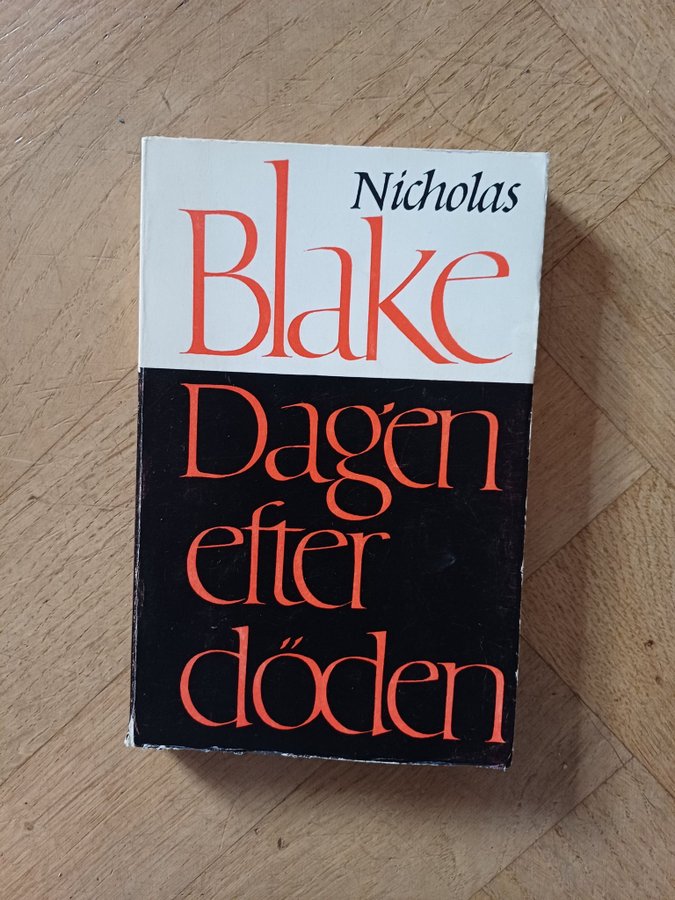 Nicholas
Blake
Dagen
efter
döden